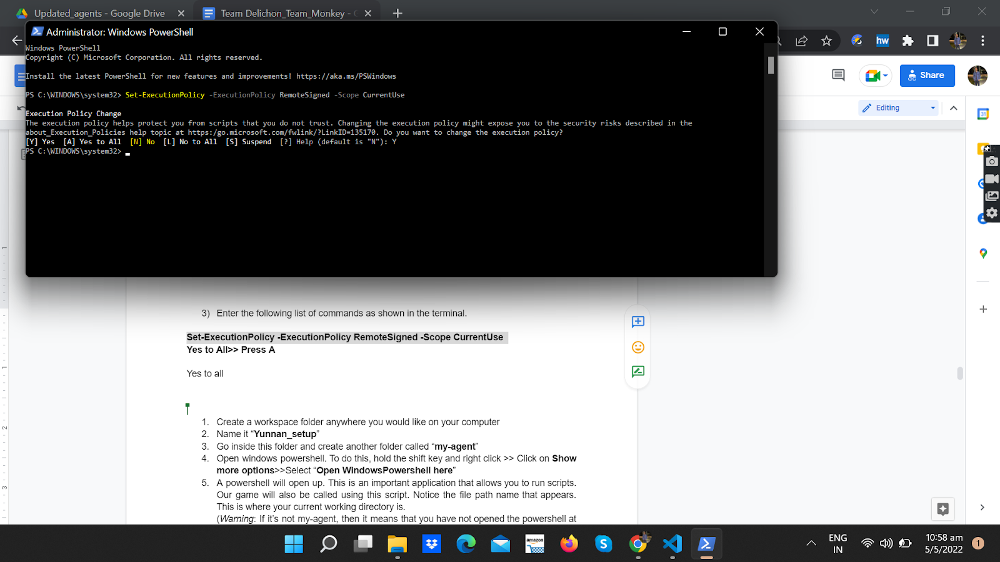 Updated_agents - Google Drive
Team Delichon_Team_Monkey -
Administrator: Windows PowerShell
Windows PowerShell
Copyright (C) Microsoft Corporation. All rights reserved.
Install the latest PowerShell for new features and improvements! https://aka.ms/PSWindows
PS C:\WINDOWS\system32> Set-ExecutionPolicy -ExecutionPolicy RemoteSigned -Scope CurrentUse
Execution Policy Change
The execution policy helps protect you from scripts that you do not trust. Changing the execution policy might expose you to the security risks described in the
about_Execution_Policies help topic at https:/go.microsoft.com/fwlink/?LinkID=135170. Do you want to change the execution policy?
[Y] Yes  [A] Yes to All  [N] No  [L] No to All  [S] Suspend  [?] Help (default is "N"): Y
PS C:\WINDOWS\system32>
hw
Share
Editing
31
3) Enter the following list of commands as shown in the terminal.
Set-ExecutionPolicy -ExecutionPolicy RemoteSigned -Scope CurrentUse
Yes to All>> Press A
Yes to all
1. Create a workspace folder anywhere you would like on your computer
2. Name it “Yunnan_setup”
3. Go inside this folder and create another folder called “my-agent”
4. Open windows powershell. To do this, hold the shift key and right click >> Click on Show
more options>>Select “Open WindowsPowershell here”
5. A powershell will open up. This is an important application that allows you to run scripts.
Our game will also be called using this script. Notice the file path name that appears.
This is where your current working directory is.
(Warning: If it’s not my-agent, then it means that you have not opened the powershell at
1
1
2
3
amazon
S
ENG
IN
10:58 am
5/5/2022
1